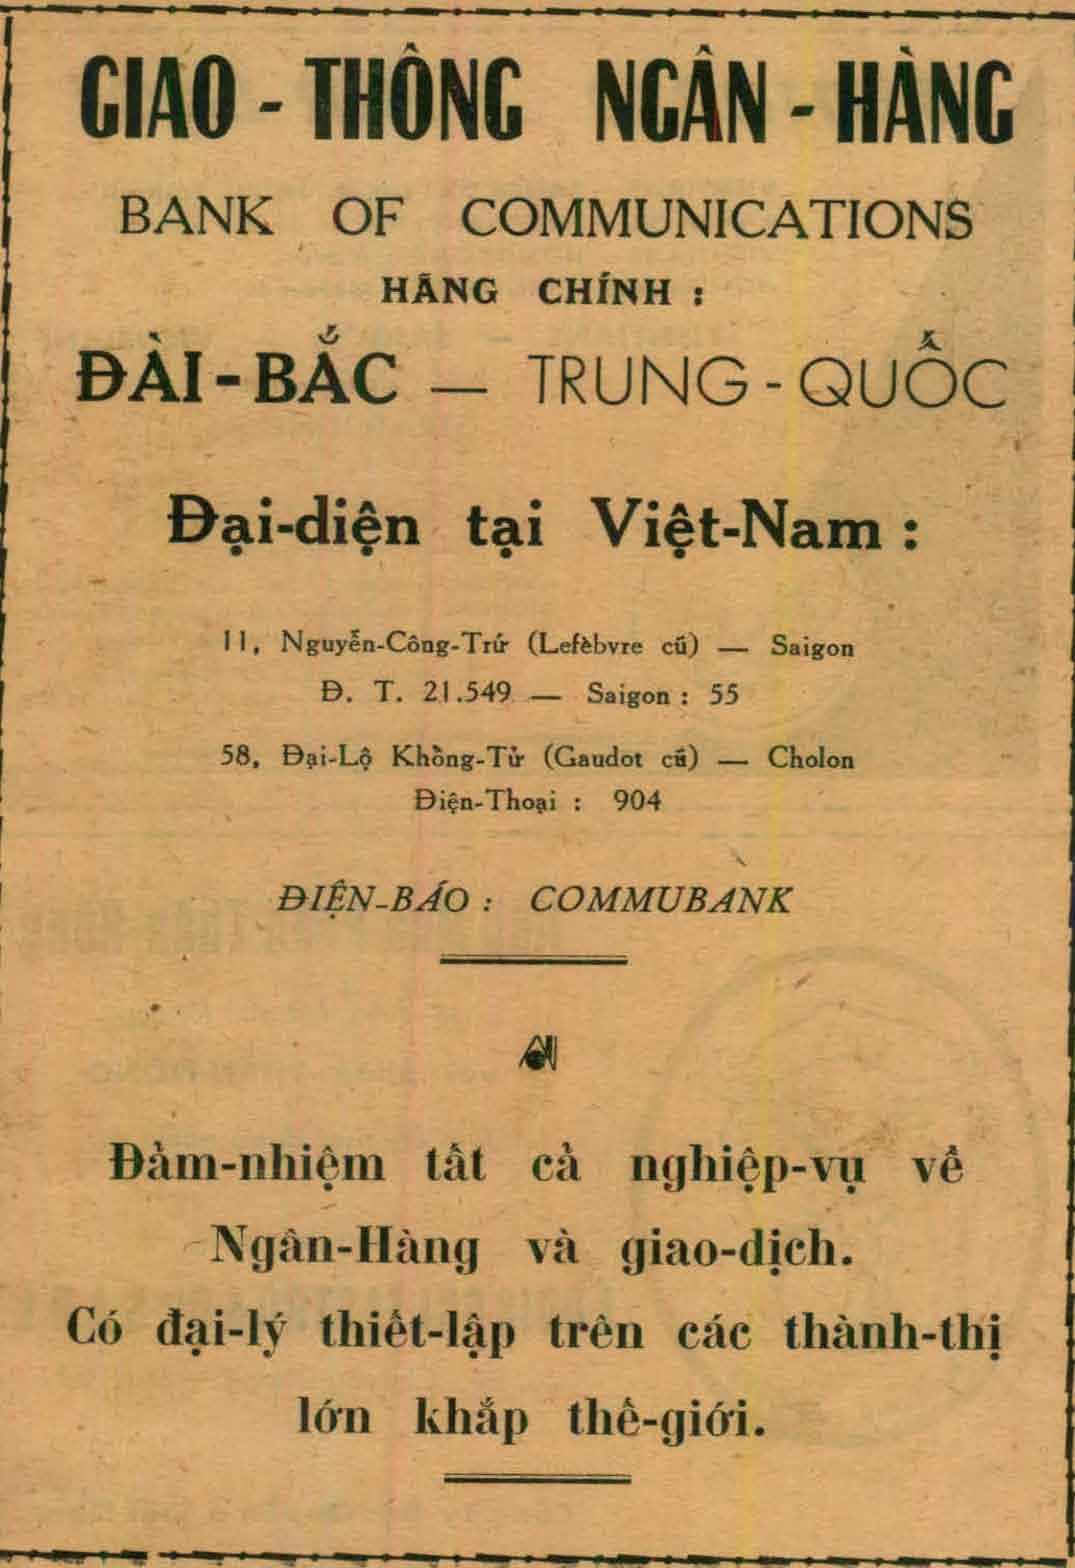 GIAO - THÔNG NGÂN - HÀNG
BANK OF COMMUNICATIONS
HÃNG CHÍNH :
ĐÀI-BẮC — TRUNG-QUỐC
Đại-diện tại Việt-Nam :
11, Nguyễn-Công-Trứ (Lefèbvre cũ) — Saigon
Đ. T. 21.549 — Saigon : 55
58, Đại-Lộ Khổng-Tử (Gaudot cũ) — Cholon
Điện-Thoại : 904
ĐIỆN-BÁO : COMMUBANK
Đảm-nhiệm tất cả nghiệp-vụ về
Ngân-Hàng và giao-dịch.
Có đại-lý thiết-lập trên các thành-thị
lớn khắp thế-giới.